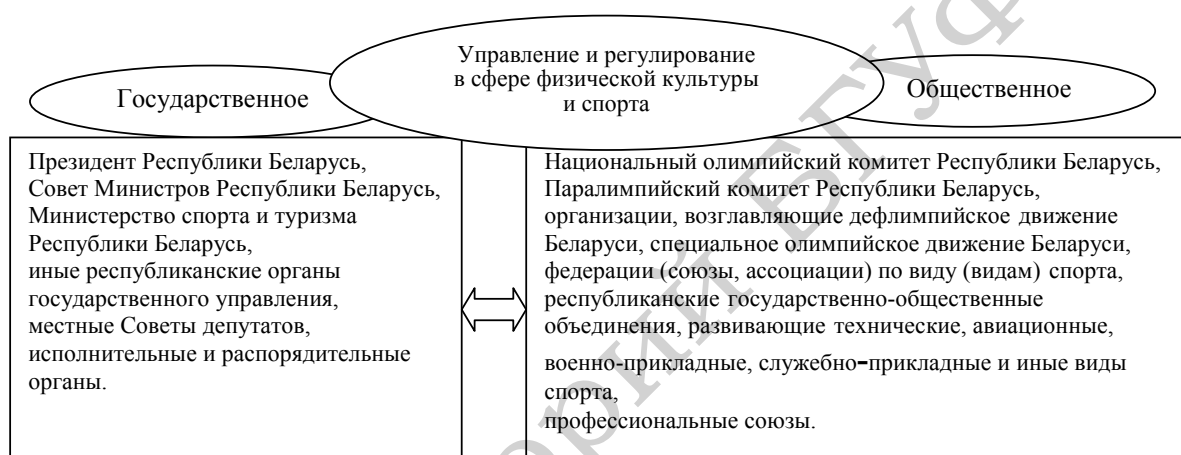 Управление и регулирование
в сфере физической культуры
и спорта
Государственное
Общественное
Президент Республики Беларусь,
Совет Министров Республики Беларусь,
Министерство спорта и туризма
Республики Беларусь,
иные республиканские органы
государственного управления,
местные Советы депутатов,
исполнительные и распорядительные
органы.
Национальный олимпийский комитет Республики Беларусь,
Паралимпийский комитет Республики Беларусь,
организации, возглавляющие дефлимпийское движение
Беларуси, специальное олимпийское движение Беларуси,
федерации (союзы, ассоциации) по виду (видам) спорта,
республиканские государственно-общественные
объединения, развивающие технические, авиационные,
военно-прикладные, служебно-прикладные и иные виды
спорта,
профессиональные союзы.